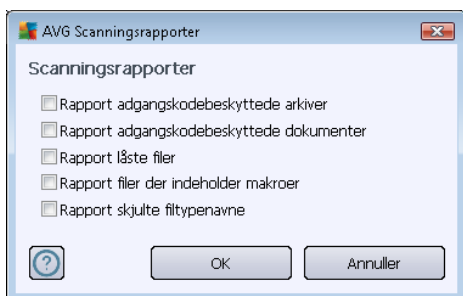 AVG Scanningsrapporter
Scanningsrapporter
Rapport adgangskodebeskyttede arkiver
Rapport adgangskodebeskyttede dokumenter
Rapport låste filer
Rapport filer der indeholder makroer
Rapport skjulte filtypenavne
?
OK
Annuller